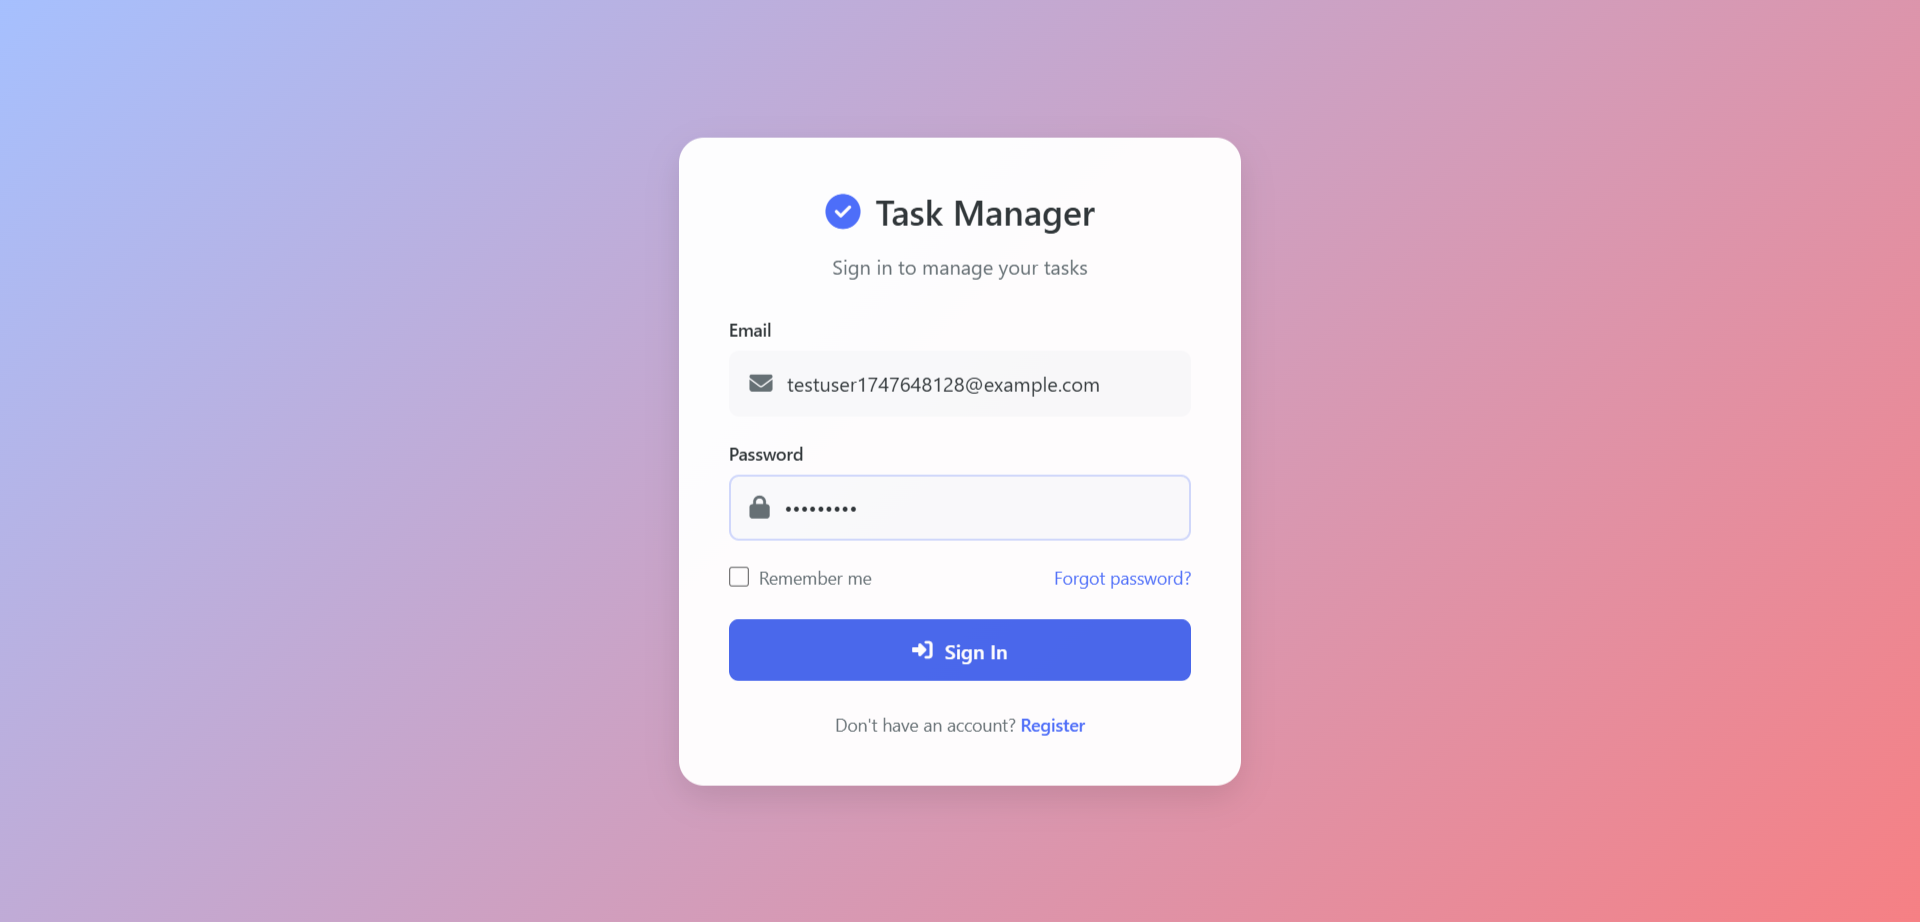 Task Manager
Sign in to manage your tasks
Email
testuser1747648128@example.com
Password
•••••••••
Remember me
Forgot password?
Sign In
Don't have an account? Register